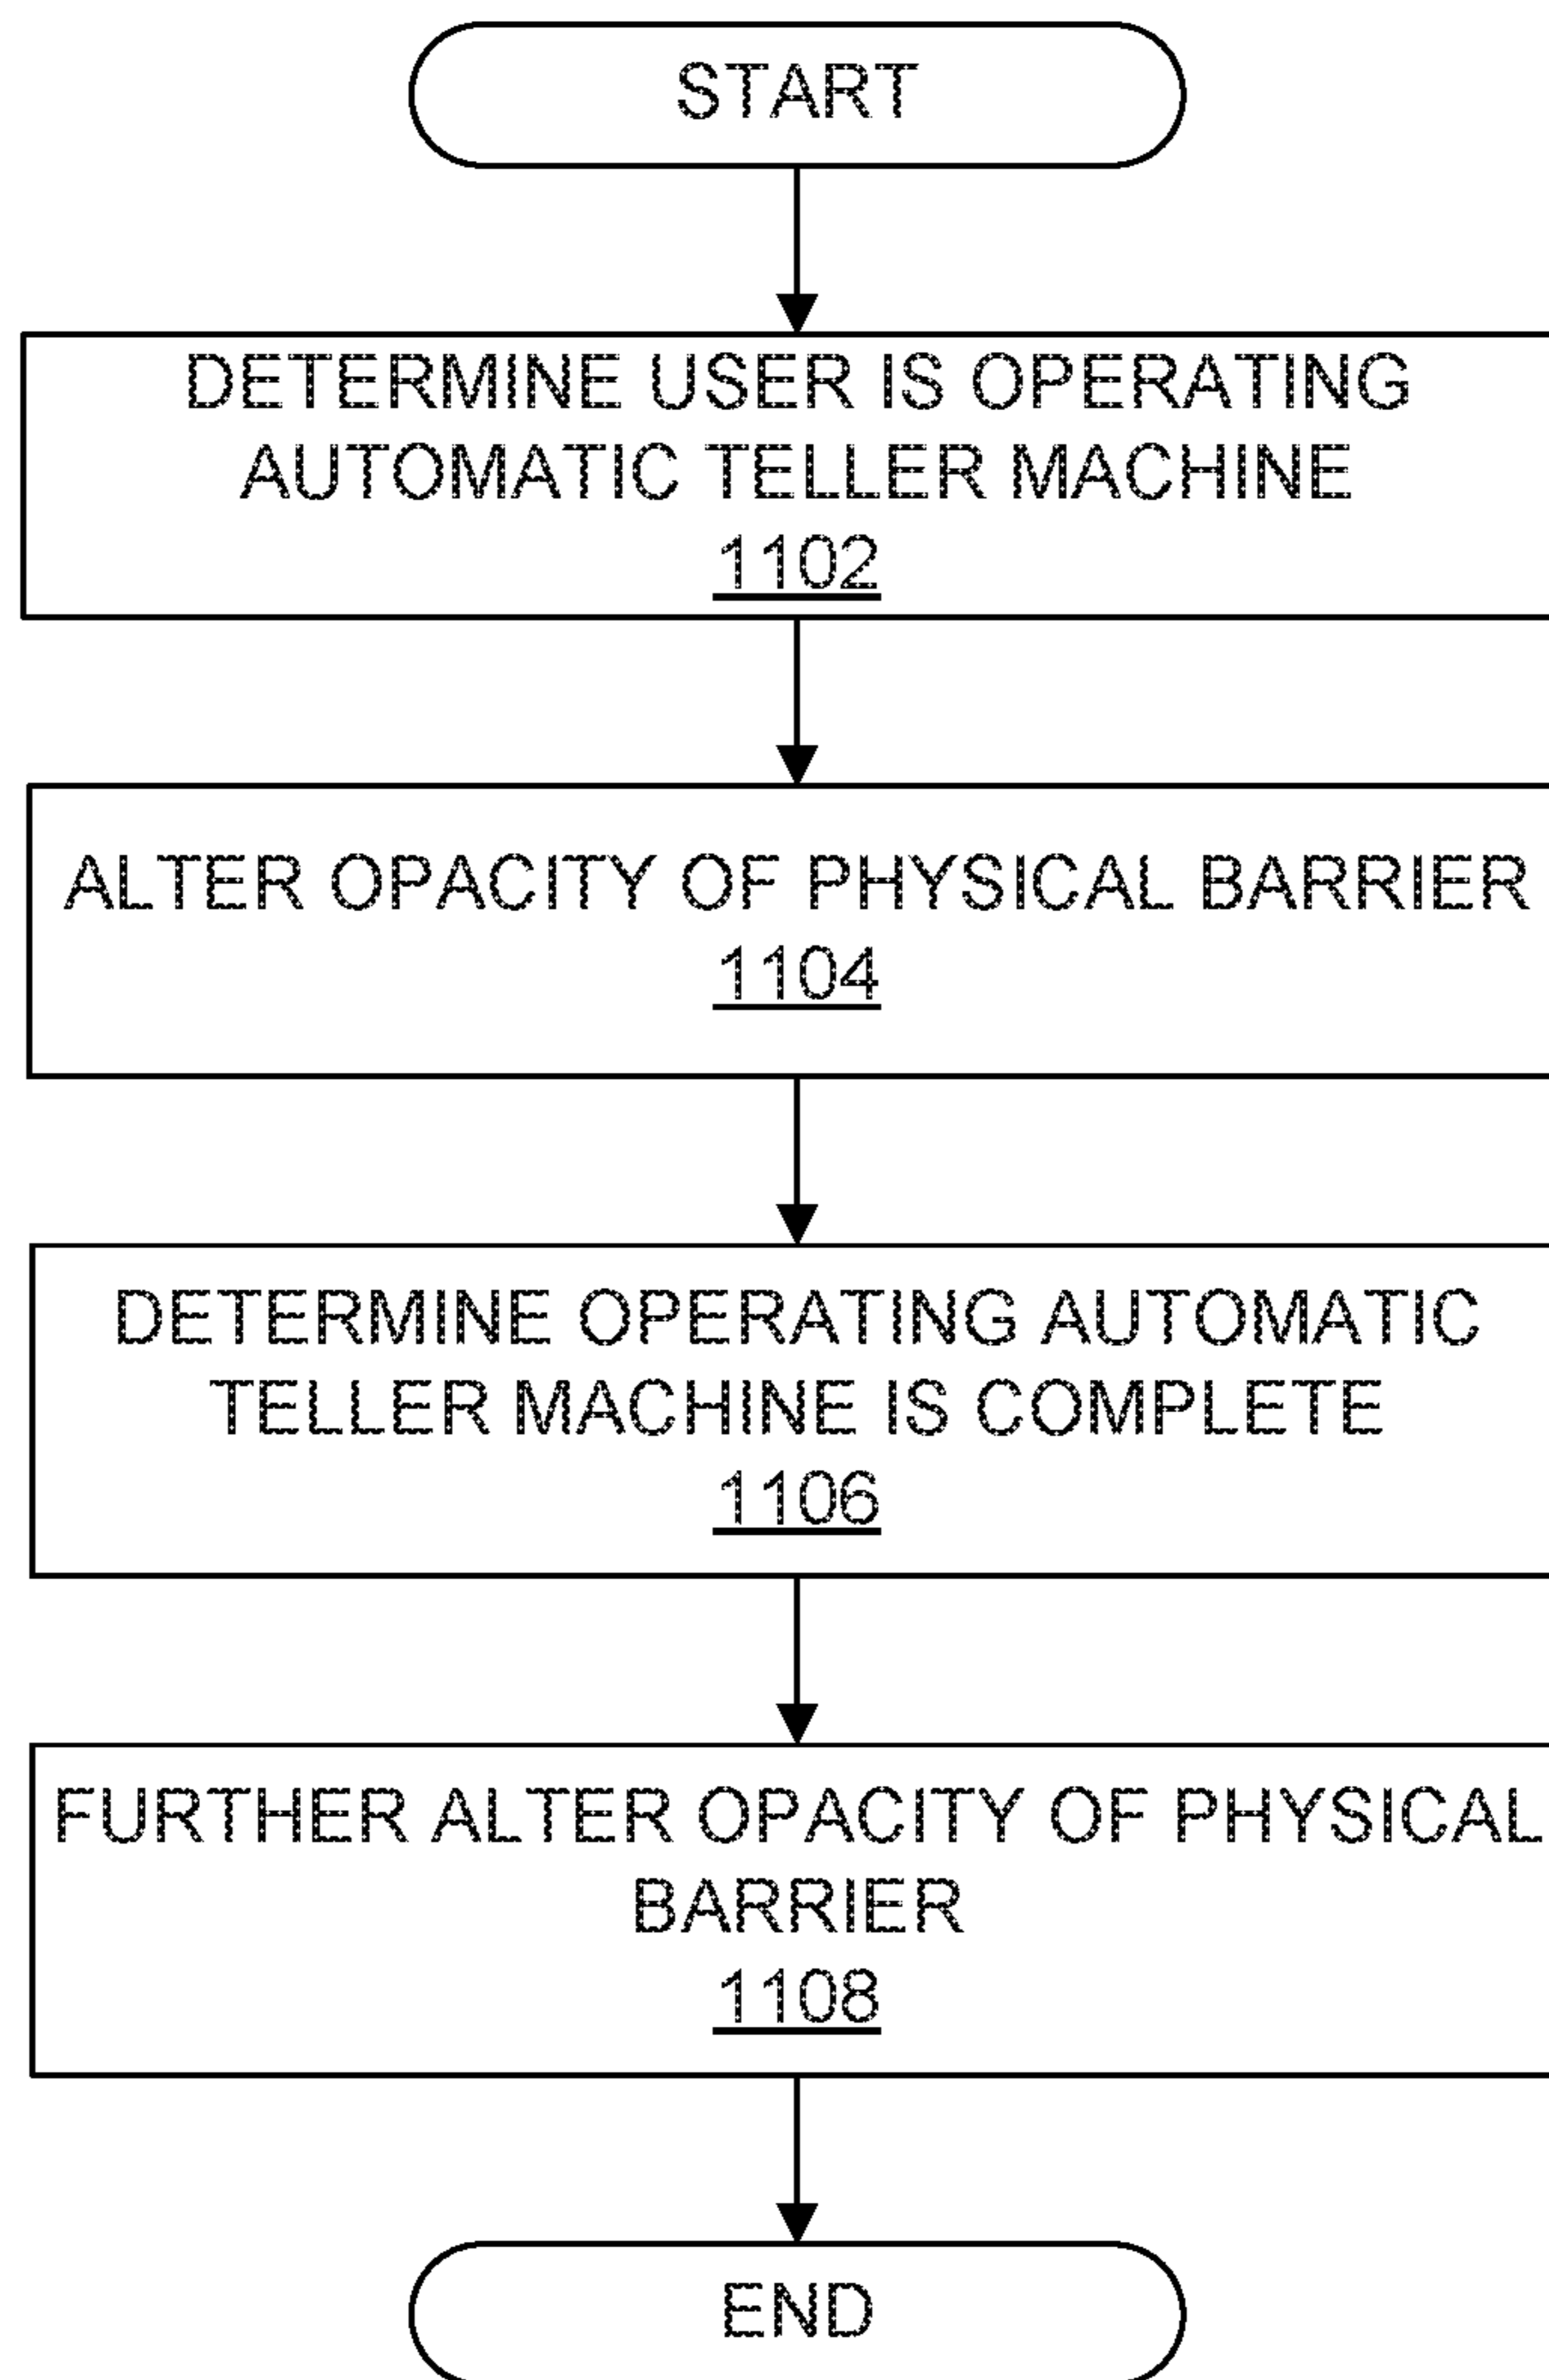 START
DETERMINE USER IS OPERATING
AUTOMATIC TELLER MACHINE
1102
ALTER OPACITY OF PHYSICAL BARRIER
1104
DETERMINE OPERATING AUTOMATIC
TELLER MACHINE IS COMPLETE
1106
FURTHER ALTER OPACITY OF PHYSICAL
BARRIER
1108
END